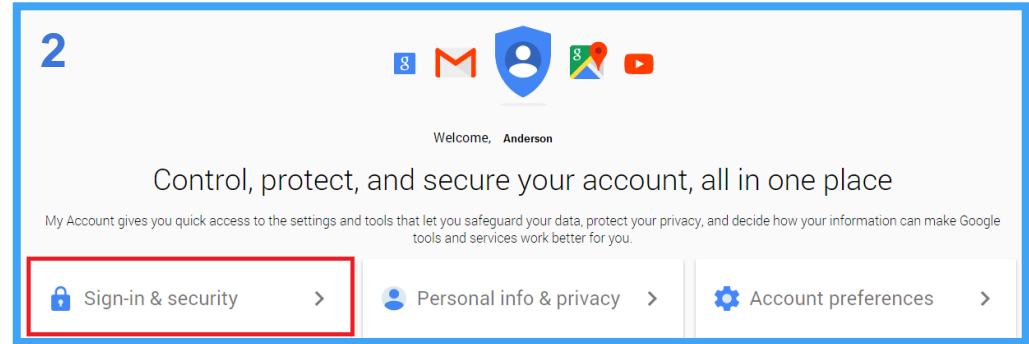 2
8
8
Welcome, Anderson
Control, protect, and secure your account, all in one place
My Account gives you quick access to the settings and tools that let you safeguard your data, protect your privacy, and decide how your information can make Google
tools and services work better for you.
Sign-in & security
Personal info & privacy
Account preferences